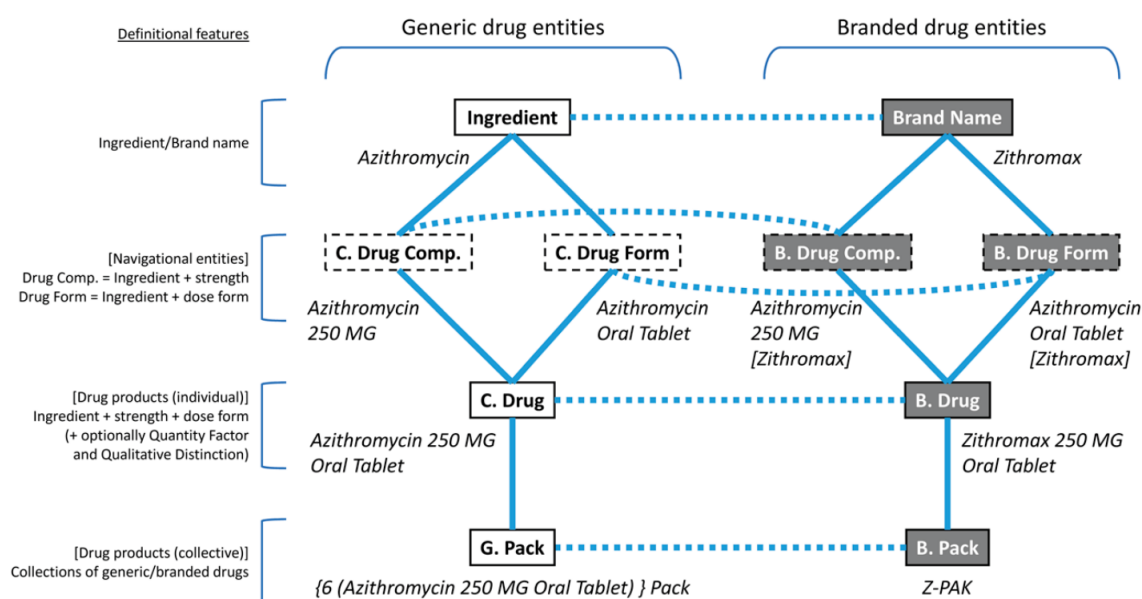 Definitional features
Generic drug entities
Branded drug entities
Ingredient/Brand name
Ingredient
Brand Name
Azithromycin
Zithromax
[Navigational entities]
Drug Comp. = Ingredient + strength
Drug Form = Ingredient + dose form
C. Drug Comp.
C. Drug Form
B. Drug Comp.
B. Drug Form
Azithromycin
250 MG
Azithromycin
Oral Tablet
Azithromycin
250 MG
[Zithromax]
Azithromycin
Oral Tablet
[Zithromax]
[Drug products (individual)]
Ingredient + strength + dose form
(+ optionally Quantity Factor
and Qualitative Distinction)
C. Drug
B. Drug
Azithromycin 250 MG
Oral Tablet
Zithromax 250 MG
Oral Tablet
[Drug products (collective)]
Collections of generic/branded drugs
G. Pack
B. Pack
{6 (Azithromycin 250 MG Oral Tablet) } Pack
Z-PAK